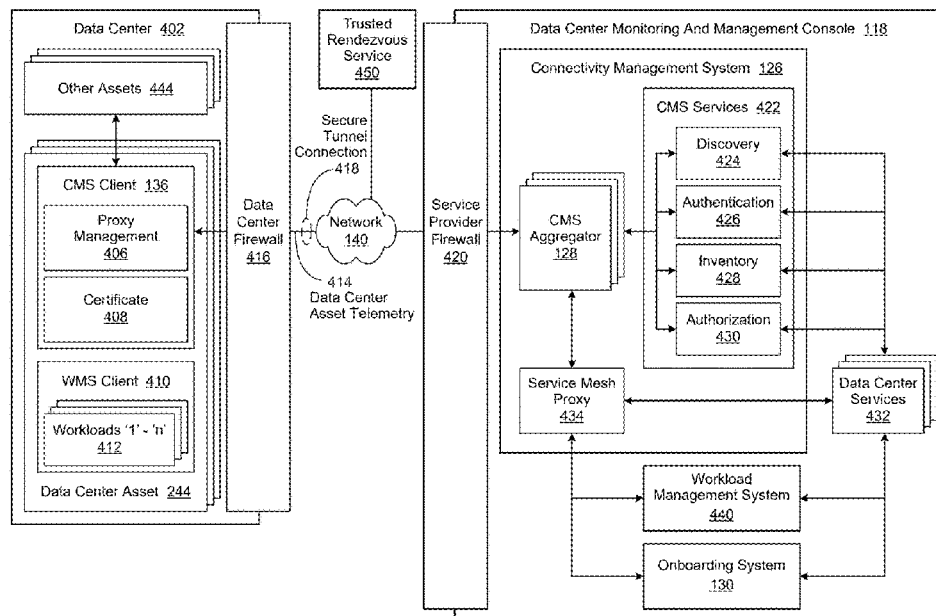 Data Center 402
Other Assets 444
CMS Client 136
Proxy
Management
406
Certificate
408
WMS Client 410
Workloads '1' - 'n'
412
Data Center Asset 244
Data
Center
Firewall
416
Trusted
Rendezvous
Service
450
Secure
Tunnel
Connection
418
Network
140
414
Data Center
Asset Telemetry
Service
Provider
Firewall
420
Data Center Monitoring And Management Console 118
Connectivity Management System 126
CMS Services 422
Discovery
424
Authentication
426
Inventory
428
Authorization
430
CMS
Aggregator
128
Service Mesh
Proxy
434
Data Center
Services
432
Workload
Management System
440
Onboarding System
130